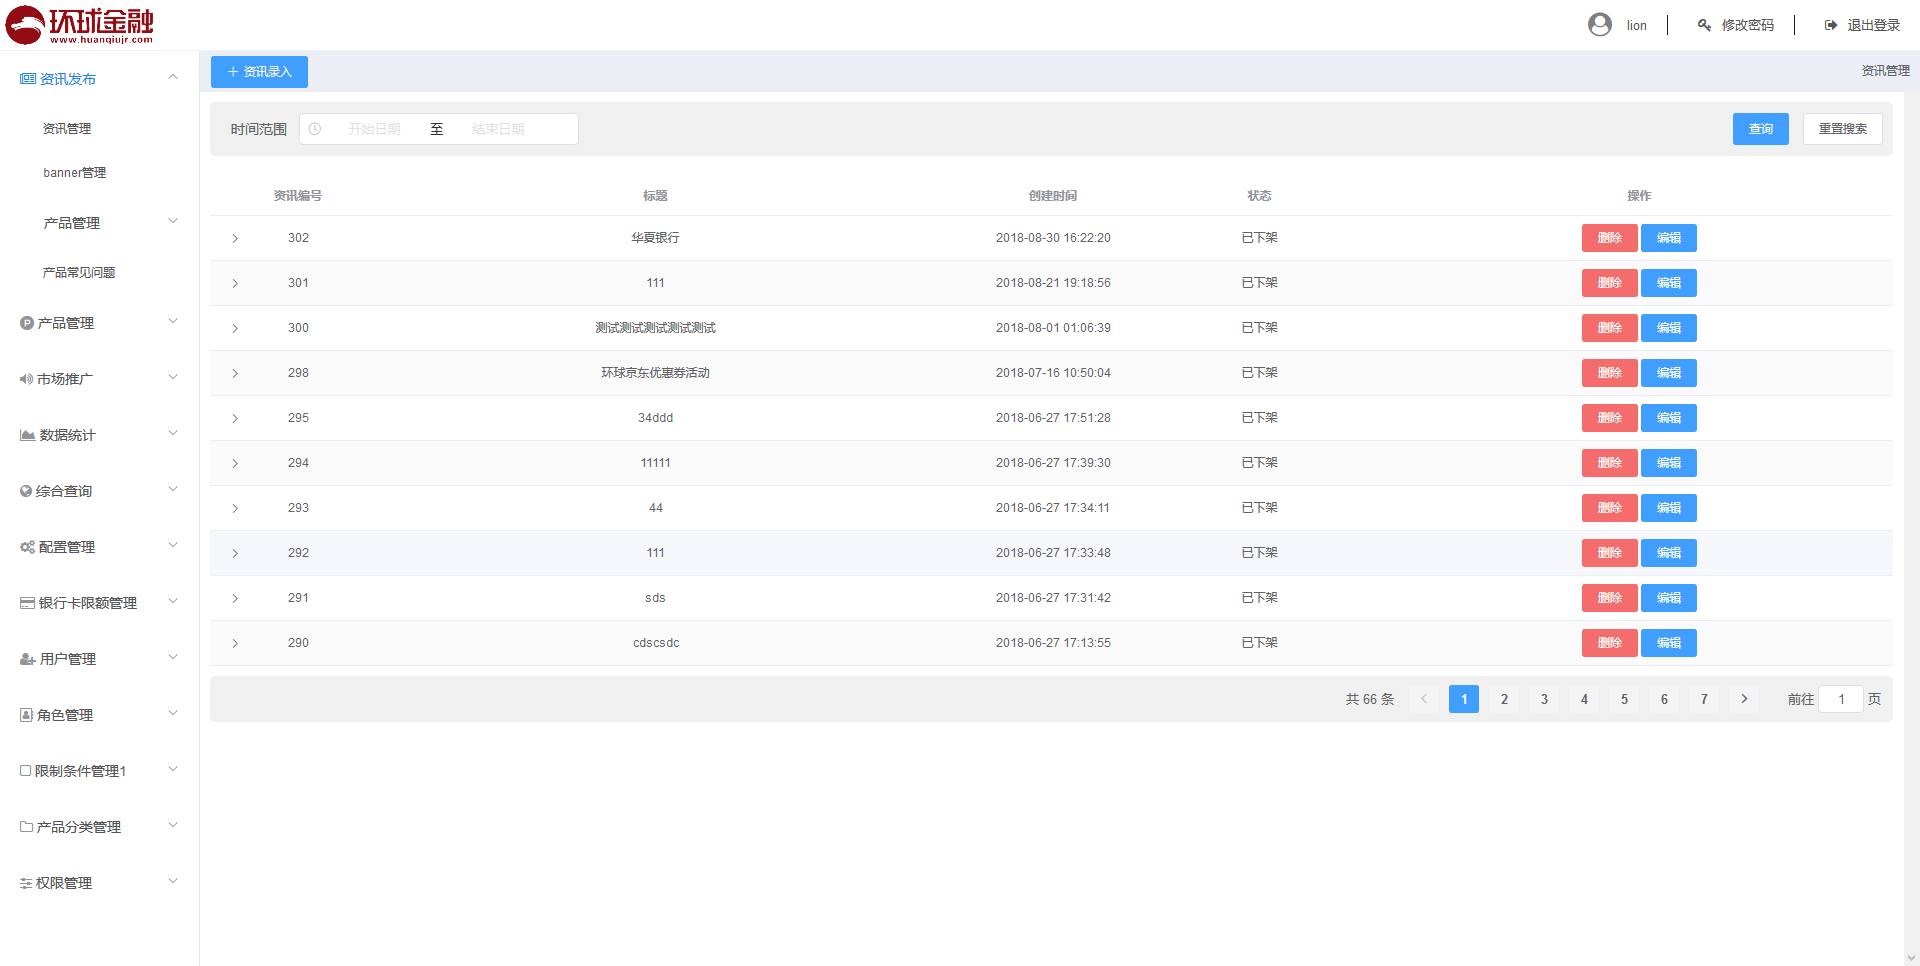 环球金融
www.huanqiujr.com
lion
修改密码
退出登录
资讯发布
资讯管理
banner管理
产品管理
产品常见问题
产品管理
市场推广
数据统计
综合查询
配置管理
银行卡限额管理
用户管理
角色管理
限制条件管理1
产品分类管理
权限管理
资讯录入
资讯管理
时间范围 开始日期 至 结束日期 查询 重置搜索
资讯编号 标题 创建时间 状态 操作
302 华夏银行 2018-08-30 16:22:20 已下架 删除 编辑
301 111 2018-08-21 19:18:56 已下架 删除 编辑
300 测试测试测试测试测试 2018-08-01 01:06:39 已下架 删除 编辑
298 环球京东优惠券活动 2018-07-16 10:50:04 已下架 删除 编辑
295 34ddd 2018-06-27 17:51:28 已下架 删除 编辑
294 11111 2018-06-27 17:39:30 已下架 删除 编辑
293 44 2018-06-27 17:34:11 已下架 删除 编辑
292 111 2018-06-27 17:33:48 已下架 删除 编辑
291 sds 2018-06-27 17:31:42 已下架 删除 编辑
290 cdscsdc 2018-06-27 17:13:55 已下架 删除 编辑
共 66 条 1 2 3 4 5 6 7 前往 1 页